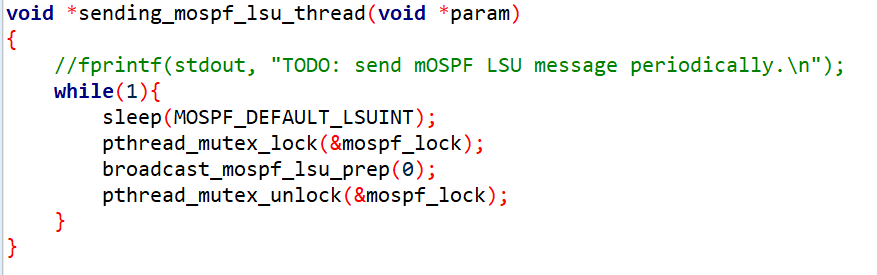 void *sending_mospf_lsu_thread(void *param)
{
    //fprintf(stdout, "TODO: send mOSPF LSU message periodically.\n");
    while(1){
        sleep(MOSPF_DEFAULT_LSUINT);
        pthread_mutex_lock(&mospf_lock);
        broadcast_mospf_lsu_prep(0);
        pthread_mutex_unlock(&mospf_lock);
    }
}